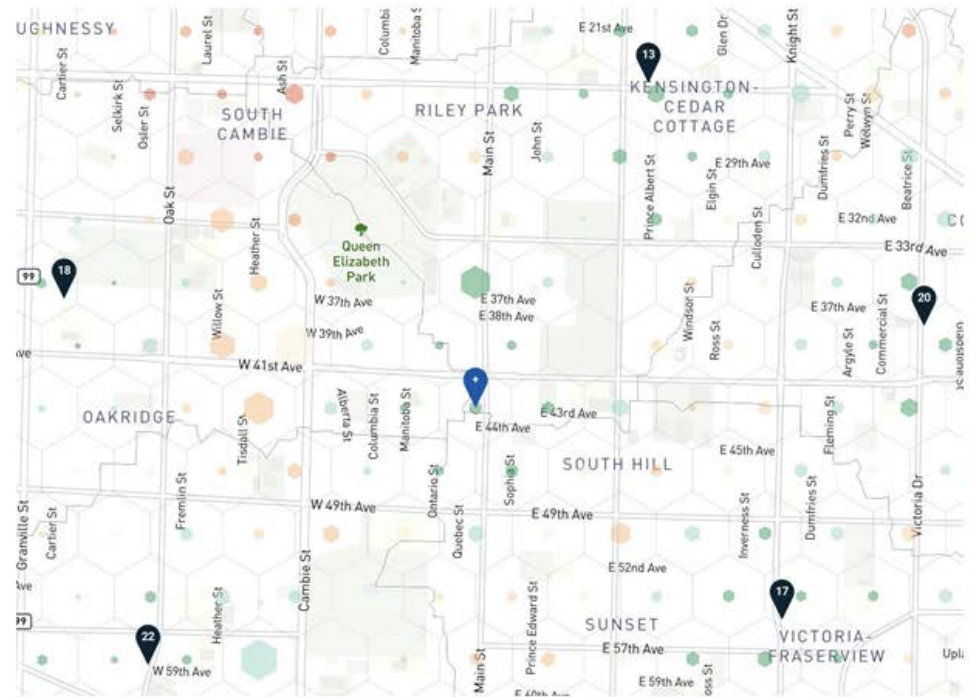 UGHNESSY
Cartier St
Selkirk St
Osler St
Laurel St
Ash St
Manitoba S
E 21st Ave
Glen Dr
Knight St
13
KENSINGTON-
CEDAR
COTTAGE
SOUTH
CAMBIE
RILEY PARK
Main St
John St
Perry St
Welwyn St
E 29th Ave
Prince Albert St
Elgin St
Dumfries St
Beatrice St
Oak St
Heather St
Culloden St
E 32nd Ave
E 33rd Ave
Queen
Elizabeth
Park
99
18
20
W 37th Ave
E 37th Ave
E 37th Ave
E 38th Ave
Willow St
W 39th Ave
Windsor St
Ross St
Argyle St
Commercial St
W 41st Ave
OAKRIDGE
Tisdall St
Alberta St
Columbia St
Manitoba St
E 43rd Ave
E 44th Ave
Fleming St
E 45th Ave
SOUTH HILL
Granville St
Cartier St
Fremlin St
W 49th Ave
Ontario St
Quebec St
Sophia St
E 49th Ave
Inverness St
Dumfries St
Victoria Dr
E 52nd Ave
Cambie St
Heather St
Prince Edward St
17
SUNSET
VICTORIA-
FRASERVIEW
22
W 59th Ave
Main St
E 57th Ave
E 59th Ave